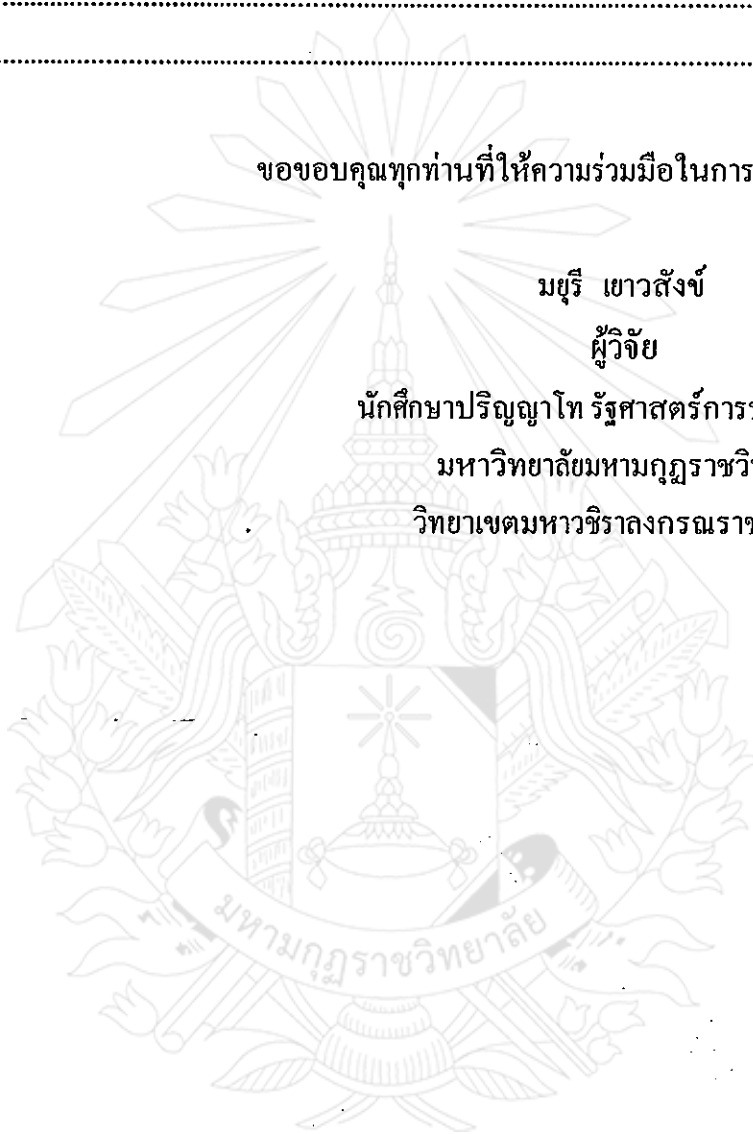 ขอขอบคุณทุกท่านที่ให้ความร่วมมือในการ
มยุรี เยาวสังข์
ผู้วิจัย
นักศึกษาปริญญาโท รัฐศาสตร์การ
มหาวิทยาลัยมหามกุฏราชวิ
วิทยาเขตมหาวชิราลงกรณราช
มหามกุฏราชวิทยาลัย